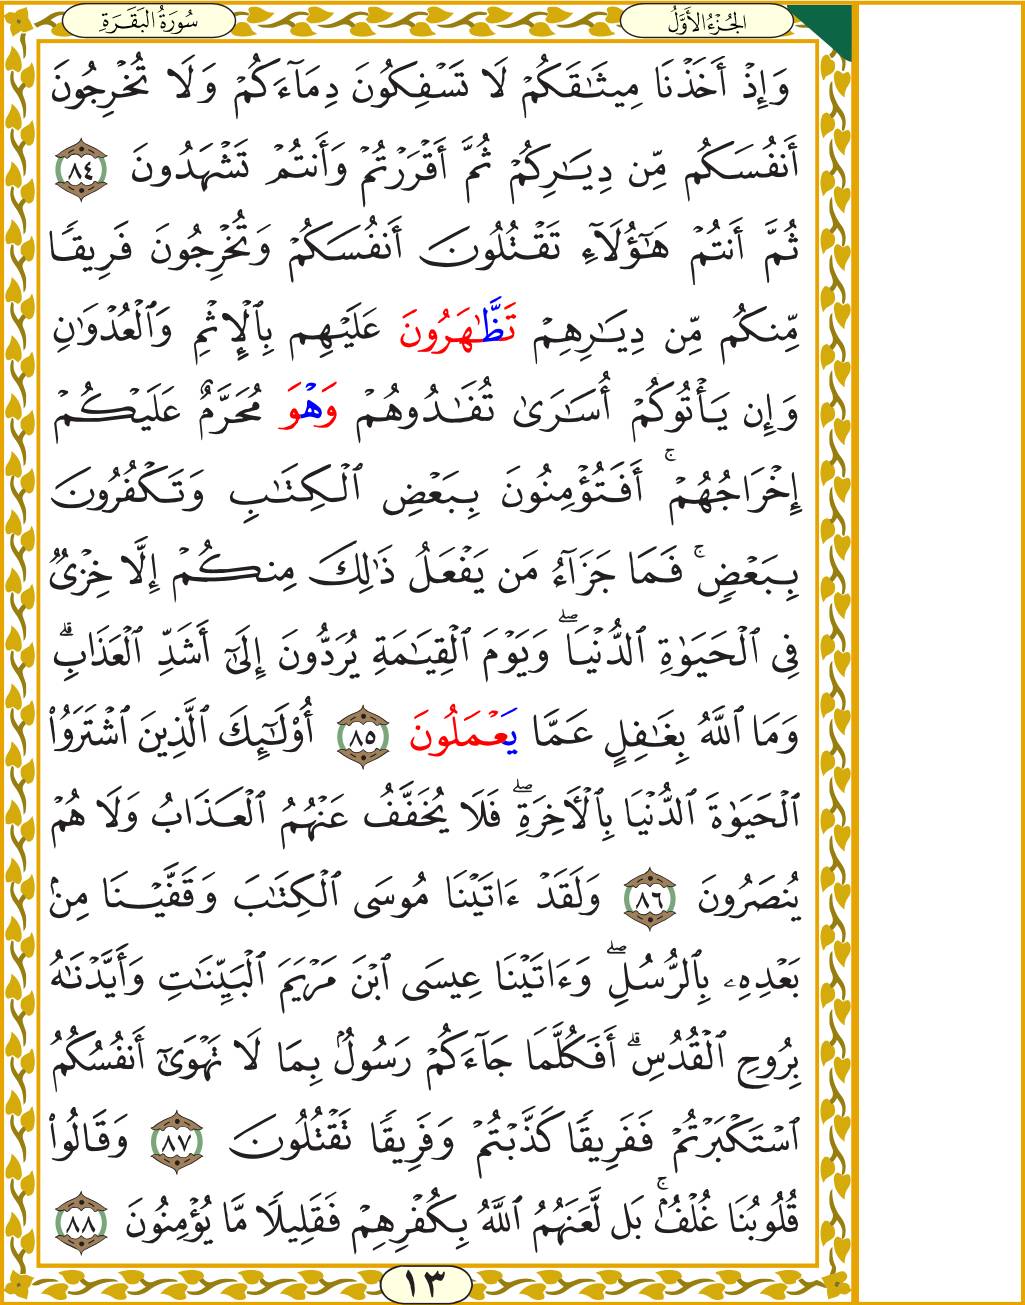 سُورَةُ البَقَرَةِ
الجُزْءُ الأَوَّلُ
وَإِذْ أَخَذْنَا مِيثَٰقَكُمْ لَا تَسْفِكُونَ دِمَآءَكُمْ وَلَا تُخْرِجُونَ
أَنفُسَكُم مِّن دِيَٰرِكُمْ ثُمَّ أَقْرَرْتُمْ وَأَنتُمْ تَشْهَدُونَ ٨٤
ثُمَّ أَنتُمْ هَٰٓؤُلَآءِ تَقْتُلُونَ أَنفُسَكُمْ وَتُخْرِجُونَ فَرِيقًا
مِّنكُم مِّن دِيَٰرِهِمْ تَظَّٰهَرُونَ عَلَيْهِم بِٱلْإِثْمِ وَٱلْعُدْوَٰنِ
وَإِن يَأْتُوكُمْ أُسَٰرَىٰ تُفَٰدُوهُمْ وَهْوَ مُحَرَّمٌ عَلَيْكُمْ
إِخْرَاجُهُمْ ۚ أَفَتُؤْمِنُونَ بِبَعْضِ ٱلْكِتَٰبِ وَتَكْفُرُونَ
بِبَعْضٍ ۚ فَمَا جَزَآءُ مَن يَفْعَلُ ذَٰلِكَ مِنكُمْ إِلَّا خِزْىٌ
فِى ٱلْحَيَوٰةِ ٱلدُّنْيَا ۖ وَيَوْمَ ٱلْقِيَٰمَةِ يُرَدُّونَ إِلَىٰٓ أَشَدِّ ٱلْعَذَابِ ۗ
وَمَا ٱللَّهُ بِغَٰفِلٍ عَمَّا يَعْمَلُونَ ٨٥ أُو۟لَٰٓئِكَ ٱلَّذِينَ ٱشْتَرَوُا۟
ٱلْحَيَوٰةَ ٱلدُّنْيَا بِٱلْأَخِرَةِ ۖ فَلَا يُخَفَّفُ عَنْهُمُ ٱلْعَذَابُ وَلَا هُمْ
يُنصَرُونَ ٨٦ وَلَقَدْ ءَاتَيْنَا مُوسَى ٱلْكِتَٰبَ وَقَفَّيْنَا مِنۢ
بَعْدِهِۦ بِٱلرُّسُلِ ۖ وَءَاتَيْنَا عِيسَى ٱبْنَ مَرْيَمَ ٱلْبَيِّنَٰتِ وَأَيَّدْنَٰهُ
بِرُوحِ ٱلْقُدُسِ ۗ أَفَكُلَّمَا جَآءَكُمْ رَسُولٌۢ بِمَا لَا تَهْوَىٰٓ أَنفُسُكُمُ
ٱسْتَكْبَرْتُمْ فَفَرِيقًا كَذَّبْتُمْ وَفَرِيقًا تَقْتُلُونَ ٨٧ وَقَالُوا۟
قُلُوبُنَا غُلْفٌۢ ۚ بَل لَّعَنَهُمُ ٱللَّهُ بِكُفْرِهِمْ فَقَلِيلًا مَّا يُؤْمِنُونَ ٨٨
١٣